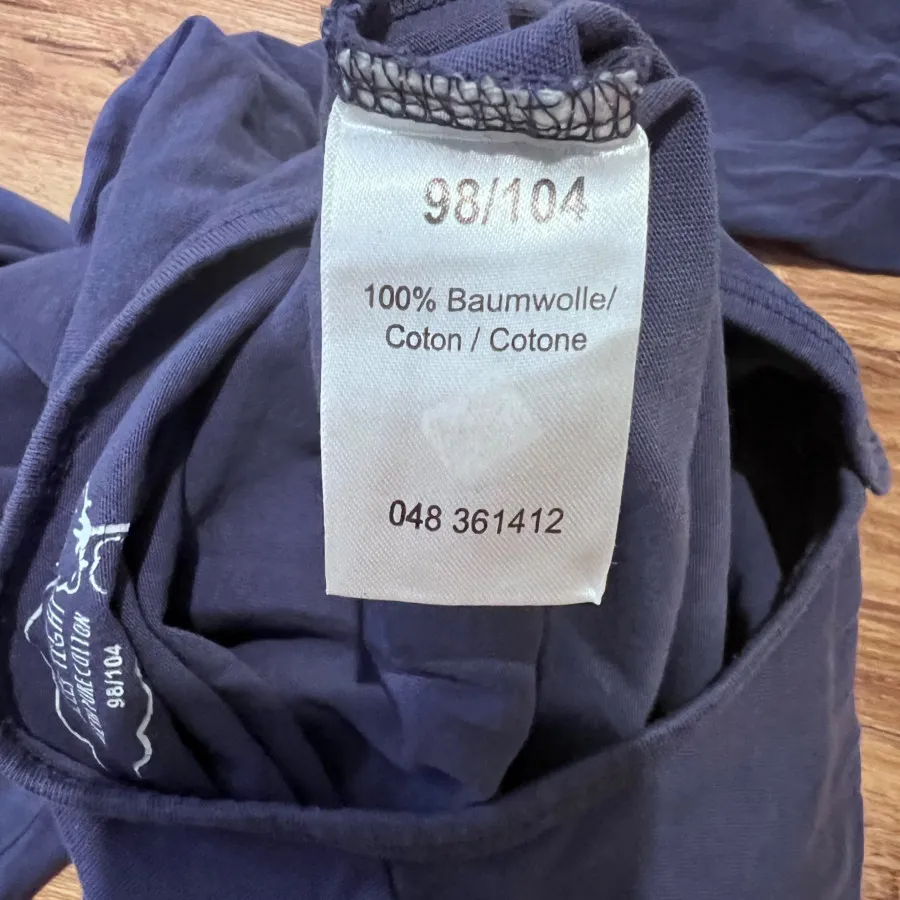 98/104
100% Baumwolle/
Coton / Cotone
048 361412
98/104